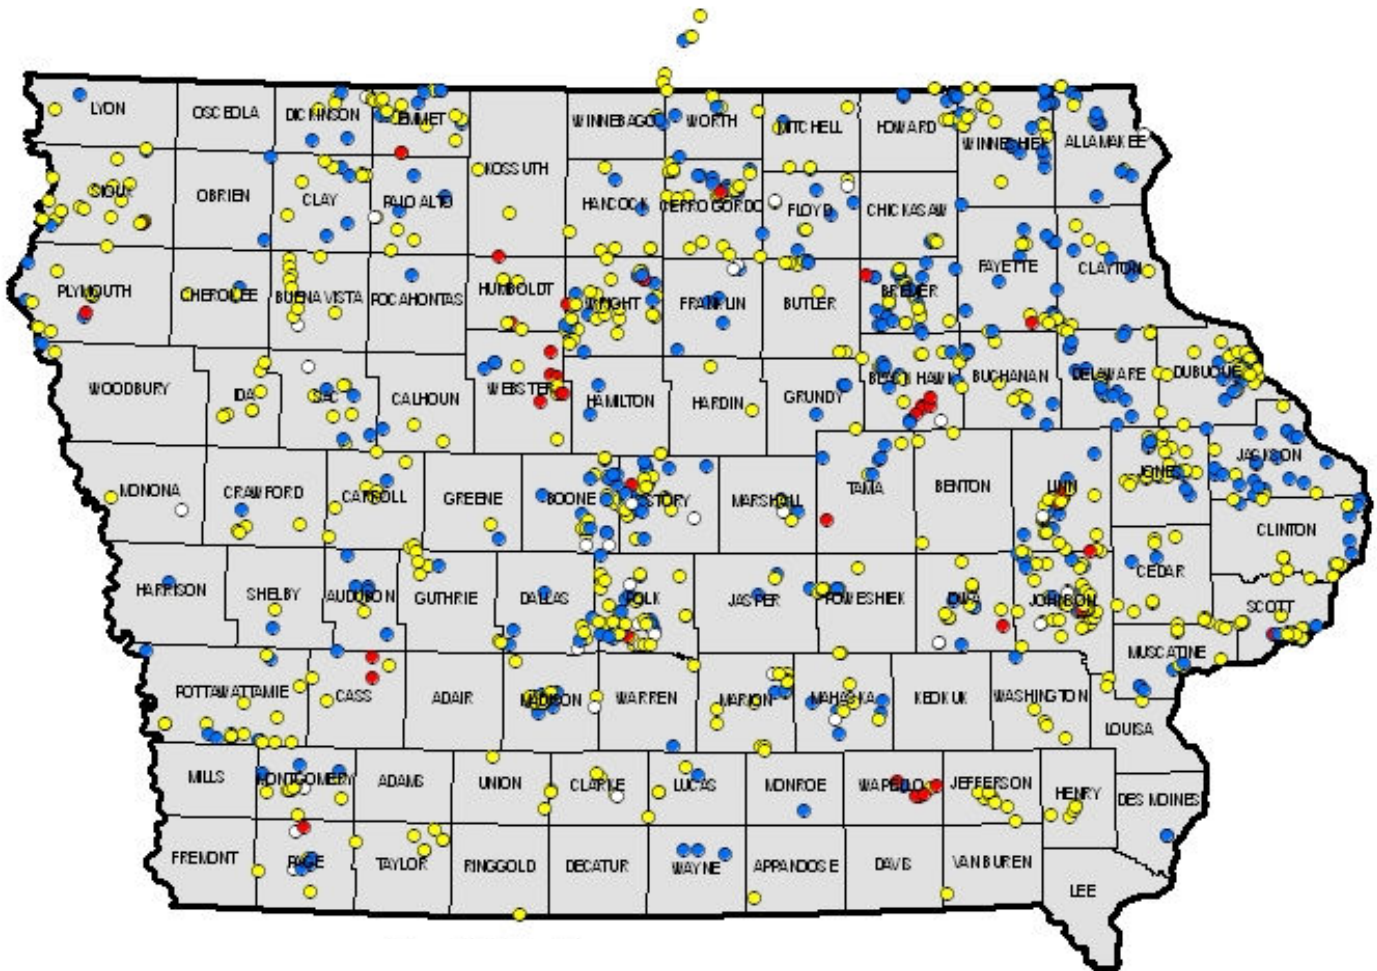 LYON
OSCEOLA
DICKINSON
EMMET
WINNEBAGO
WORTH
MITCHELL
HOWARD
WINNESHIEK
ALLAMAKEE
KOSSUTH
SIOUX
OBRIEN
CLAY
PALO ALTO
HANCOCK
CERRO GORDO
FLOYD
CHICKASAW
FAYETTE
CLAYTON
PLYMOUTH
CHEROKEE
BUENA VISTA
POCAHONTAS
HUMBOLDT
WRIGHT
FRANKLIN
BUTLER
BREMER
WOODBURY
IDA
SAC
CALHOUN
WEBSTER
HAMILTON
HARDIN
GRUNDY
BLACK HAWK
BUCHANAN
DELAWARE
DUBUQUE
MONONA
CRAWFORD
CARROLL
GREENE
BOONE
STORY
MARSHALL
TAMA
BENTON
LINN
JONES
JACKSON
CLINTON
HARRISON
SHELBY
AUDUBON
GUTHRIE
DALLAS
POLK
JASPER
POWESHIEK
IOWA
JOHNSON
CEDAR
SCOTT
MUSCATINE
POTTAWATTAMIE
CASS
ADAIR
MADISON
WARREN
MARION
MAHASKA
KEOKUK
WASHINGTON
LOUISA
MILLS
MONTGOMERY
ADAMS
UNION
CLARKE
LUCAS
MONROE
WAPELLO
JEFFERSON
HENRY
DES MOINES
FREMONT
PAGE
TAYLOR
RINGGOLD
DECATUR
WAYNE
APPANOOSE
DAVIS
VAN BUREN
LEE